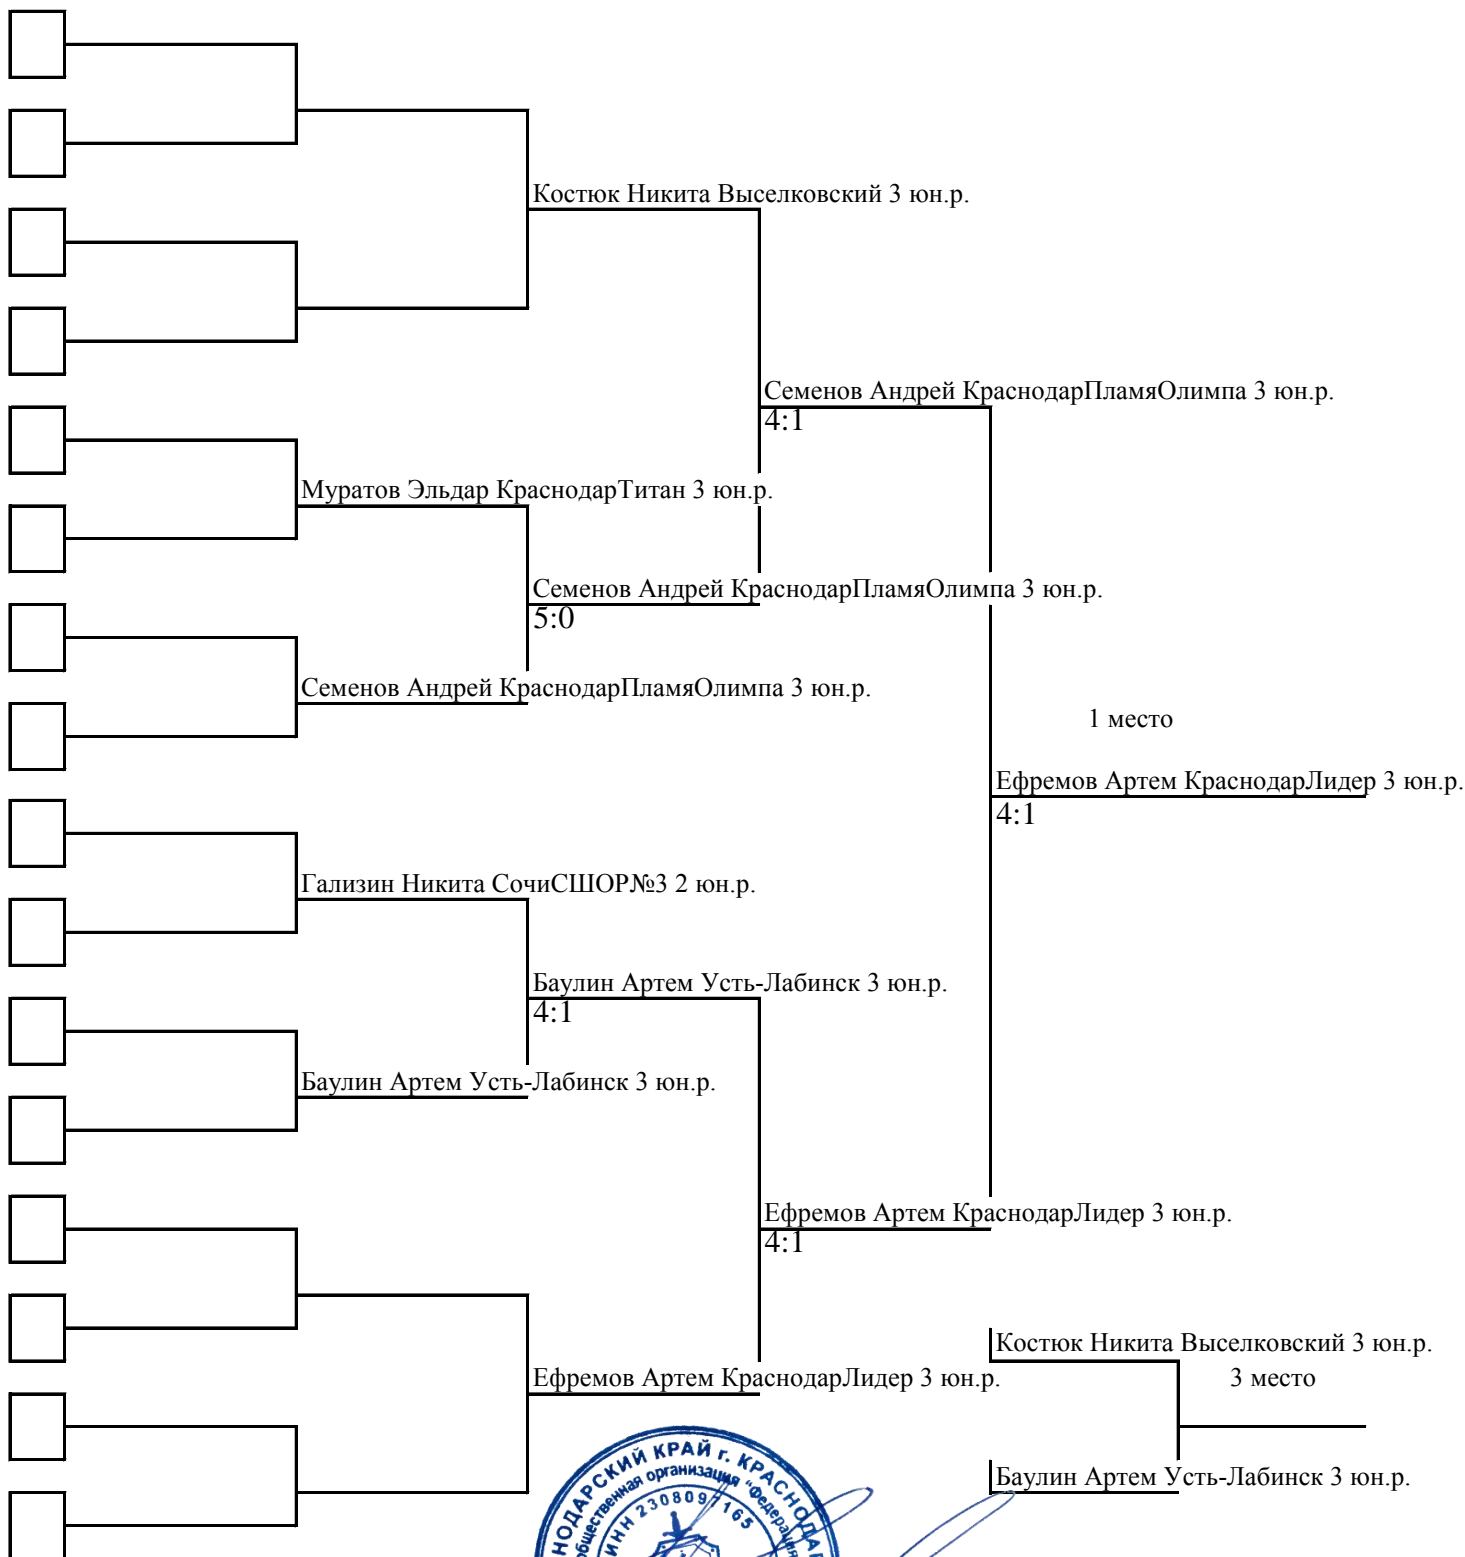 Костюк Никита Выселковский 3 юн.р.
Семенов Андрей КраснодарПламяОлимпа 3 юн.р.
4:1
Муратов Эльдар КраснодарТитан 3 юн.р.
Семенов Андрей КраснодарПламяОлимпа 3 юн.р.
5:0
Семенов Андрей КраснодарПламяОлимпа 3 юн.р.
1 место
Ефремов Артем КраснодарЛидер 3 юн.р.
4:1
Гализин Никита СочиСШОР№3 2 юн.р.
Баулин Артем Усть-Лабинск 3 юн.р.
4:1
Баулин Артем Усть-Лабинск 3 юн.р.
Ефремов Артем КраснодарЛидер 3 юн.р.
4:1
Костюк Никита Выселковский 3 юн.р.
Ефремов Артем КраснодарЛидер 3 юн.р.
3 место
Баулин Артем Усть-Лабинск 3 юн.р.
НОДАРСКИЙ КРАЙ г. КРАСНОДАР
общественная организация "Федерация
ИНН 2308097165